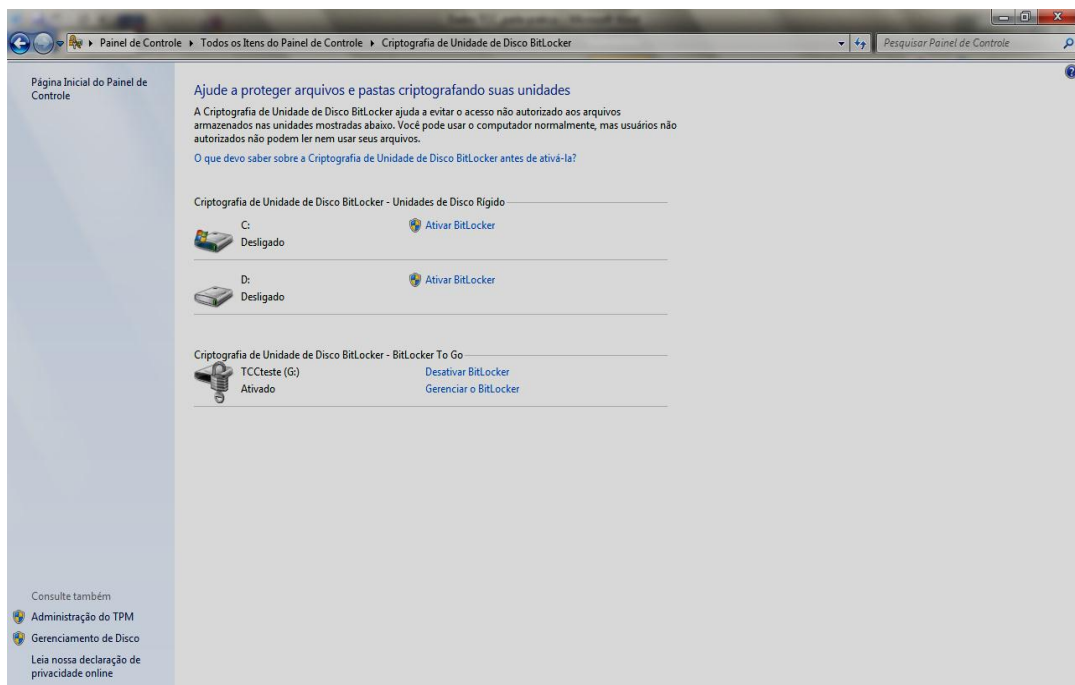 Painel de Controle ▸ Todos os Itens do Painel de Controle ▸ Criptografia de Unidade de Disco BitLocker
Pesquisar Painel de Controle
Página Inicial do Painel de
Controle
Ajude a proteger arquivos e pastas criptografando suas unidades
A Criptografia de Unidade de Disco BitLocker ajuda a evitar o acesso não autorizado aos arquivos
armazenados nas unidades mostradas abaixo. Você pode usar o computador normalmente, mas usuários não
autorizados não podem ler nem usar seus arquivos.
O que devo saber sobre a Criptografia de Unidade de Disco BitLocker antes de ativá-la?
Criptografia de Unidade de Disco BitLocker - Unidades de Disco Rígido
C:
Ativar BitLocker
Desligado
D:
Ativar BitLocker
Desligado
Criptografia de Unidade de Disco BitLocker - BitLocker To Go
TCCteste (G:)
Desativar BitLocker
Ativado
Gerenciar o BitLocker
Consulte também
Administração do TPM
Gerenciamento de Disco
Leia nossa declaração de
privacidade online